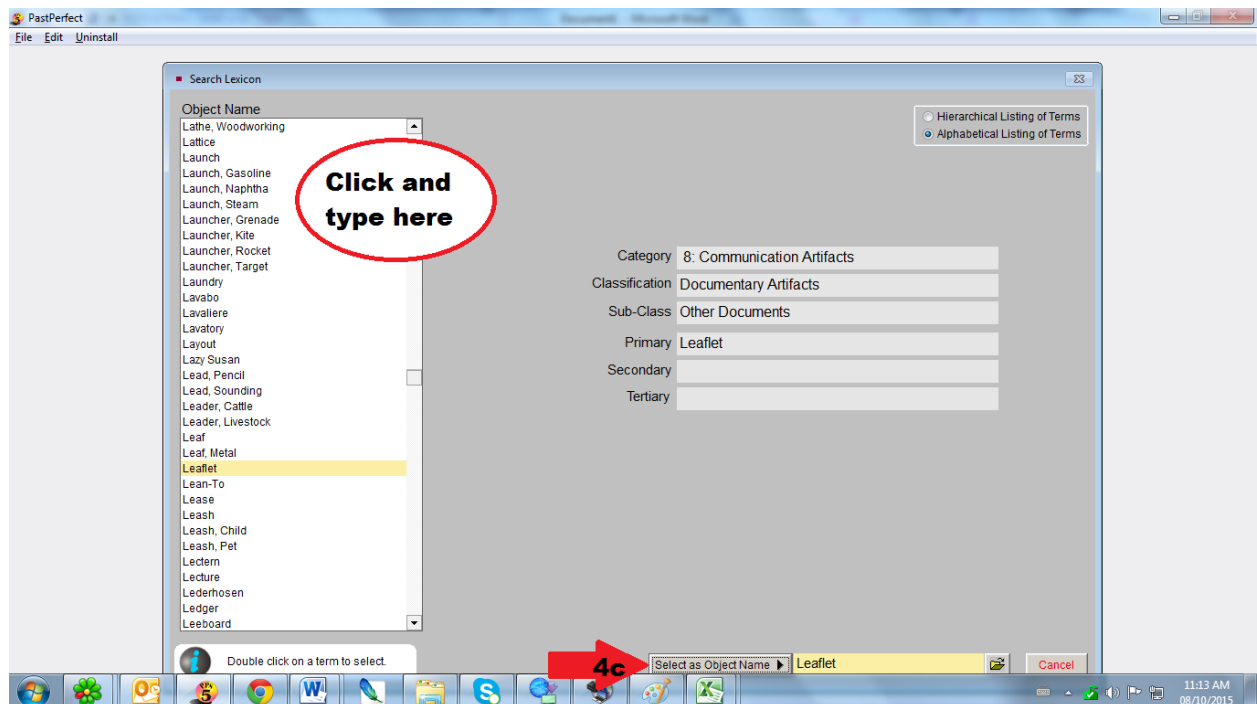 PastPerfect
Document1 - Microsoft Word
File Edit Uninstall
Search Lexicon
Object Name
Lathe, Woodworking
Lattice
Launch
Launch, Gasoline
Launch, Naphtha
Launch, Steam
Launcher, Grenade
Launcher, Kite
Launcher, Rocket
Launcher, Target
Laundry
Lavabo
Lavaliere
Lavatory
Layout
Lazy Susan
Lead, Pencil
Lead, Sounding
Leader, Cattle
Leader, Livestock
Leaf
Leaf, Metal
Leaflet
Lean-To
Lease
Leash
Leash, Child
Leash, Pet
Lectern
Lecture
Lederhosen
Ledger
Leeboard
Click and
type here
Hierarchical Listing of Terms
Alphabetical Listing of Terms
Category 8: Communication Artifacts
Classification Documentary Artifacts
Sub-Class Other Documents
Primary Leaflet
Secondary
Tertiary
Double click on a term to select.
4c
Select as Object Name Leaflet
Cancel
11:13 AM
08/10/2015